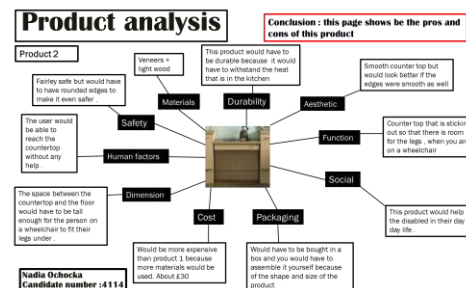 Product analysis
Conclusion : this page shows be the pros and
cons of this product
Product 2
Veneers +
light wood
This product would have to
be durable because it would
have to withatand the heat
that is in the kitchen
Smooth counter top but
would look better if the
edges were smooth as well
Fairley safe but would have
to have rounded edges to
make it even safer .
Materials
Durability
Aesthetic
Safety
The user would
be able to
reach the
countertop
without any
help .
Counter top that is stickin
out so that there is room
for the legs , when you ar
on a wheelchair
Function
Human factors
Social
Dimension
The space between the
countertop and the floor
would have to be tall
enough for the person on
a wheelchair to fit their
legs under .
This product would help
the disabled in their day
day life .
Cost
Packaging
Would be more expensive
than product 1 because
more materials would be
used. About £30
Would have to be bought in a
box and you would have to
assemble it yourself because
of the shape and size of the
product
Nadia Ochocka
Candidate number :4114